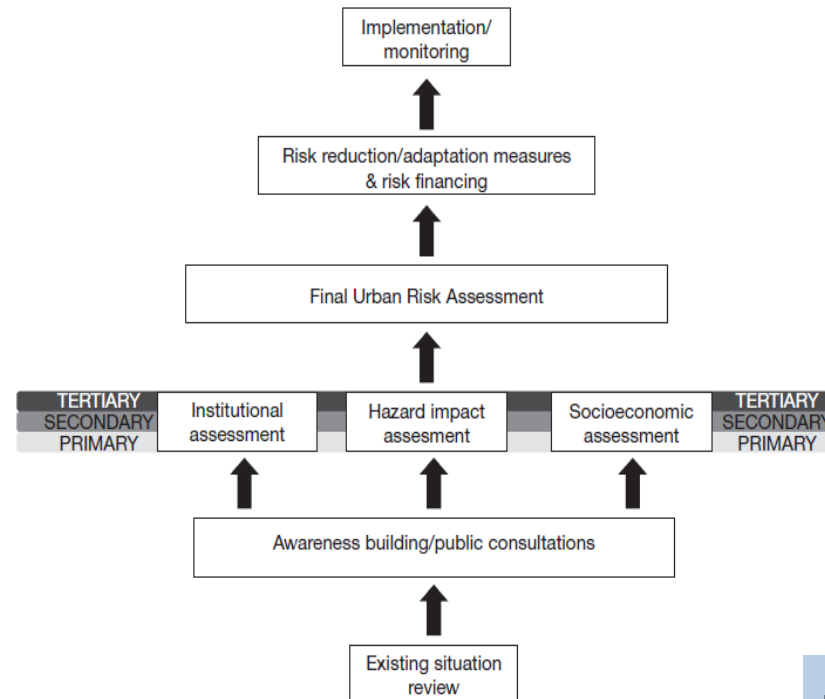 Implementation/
monitoring
Risk reduction/adaptation measures
& risk financing
Final Urban Risk Assessment
TERTIARY
SECONDARY
PRIMARY
Institutional
assessment
Hazard impact
assesment
Socioeconomic
assessment
TERTIARY
SECONDARY
PRIMARY
Awareness building/public consultations
Existing situation
review